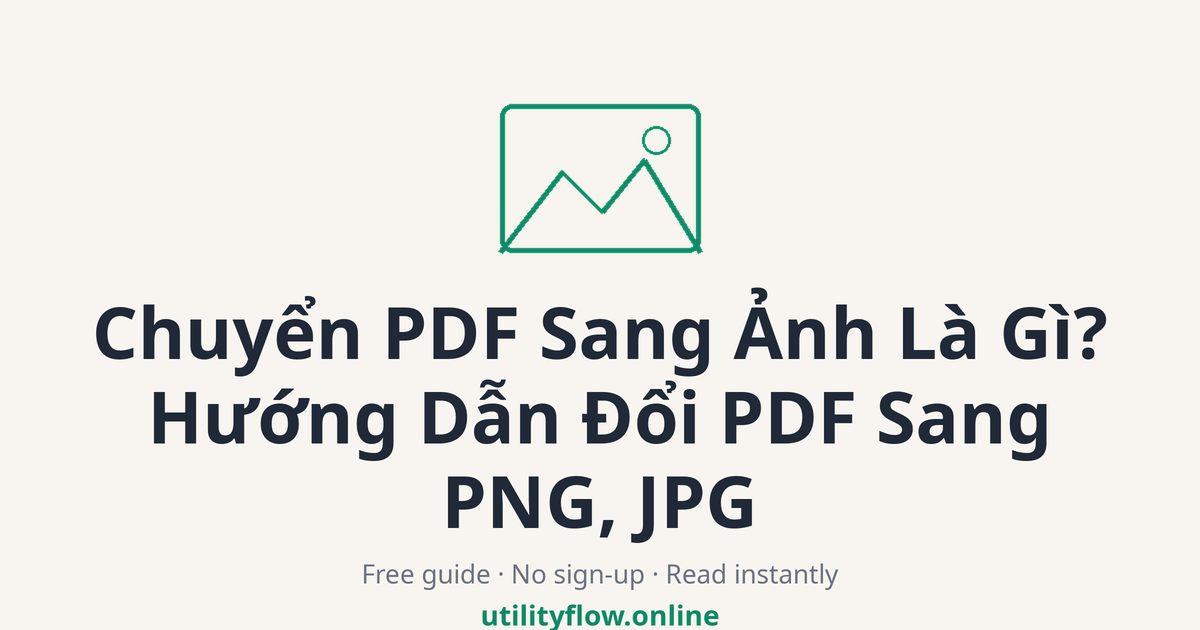 Chuyển PDF Sang Ảnh Là Gì?
Hướng Dẫn Đổi PDF Sang
PNG, JPG
Free guide · No sign-up · Read instantly
utilityflow.online